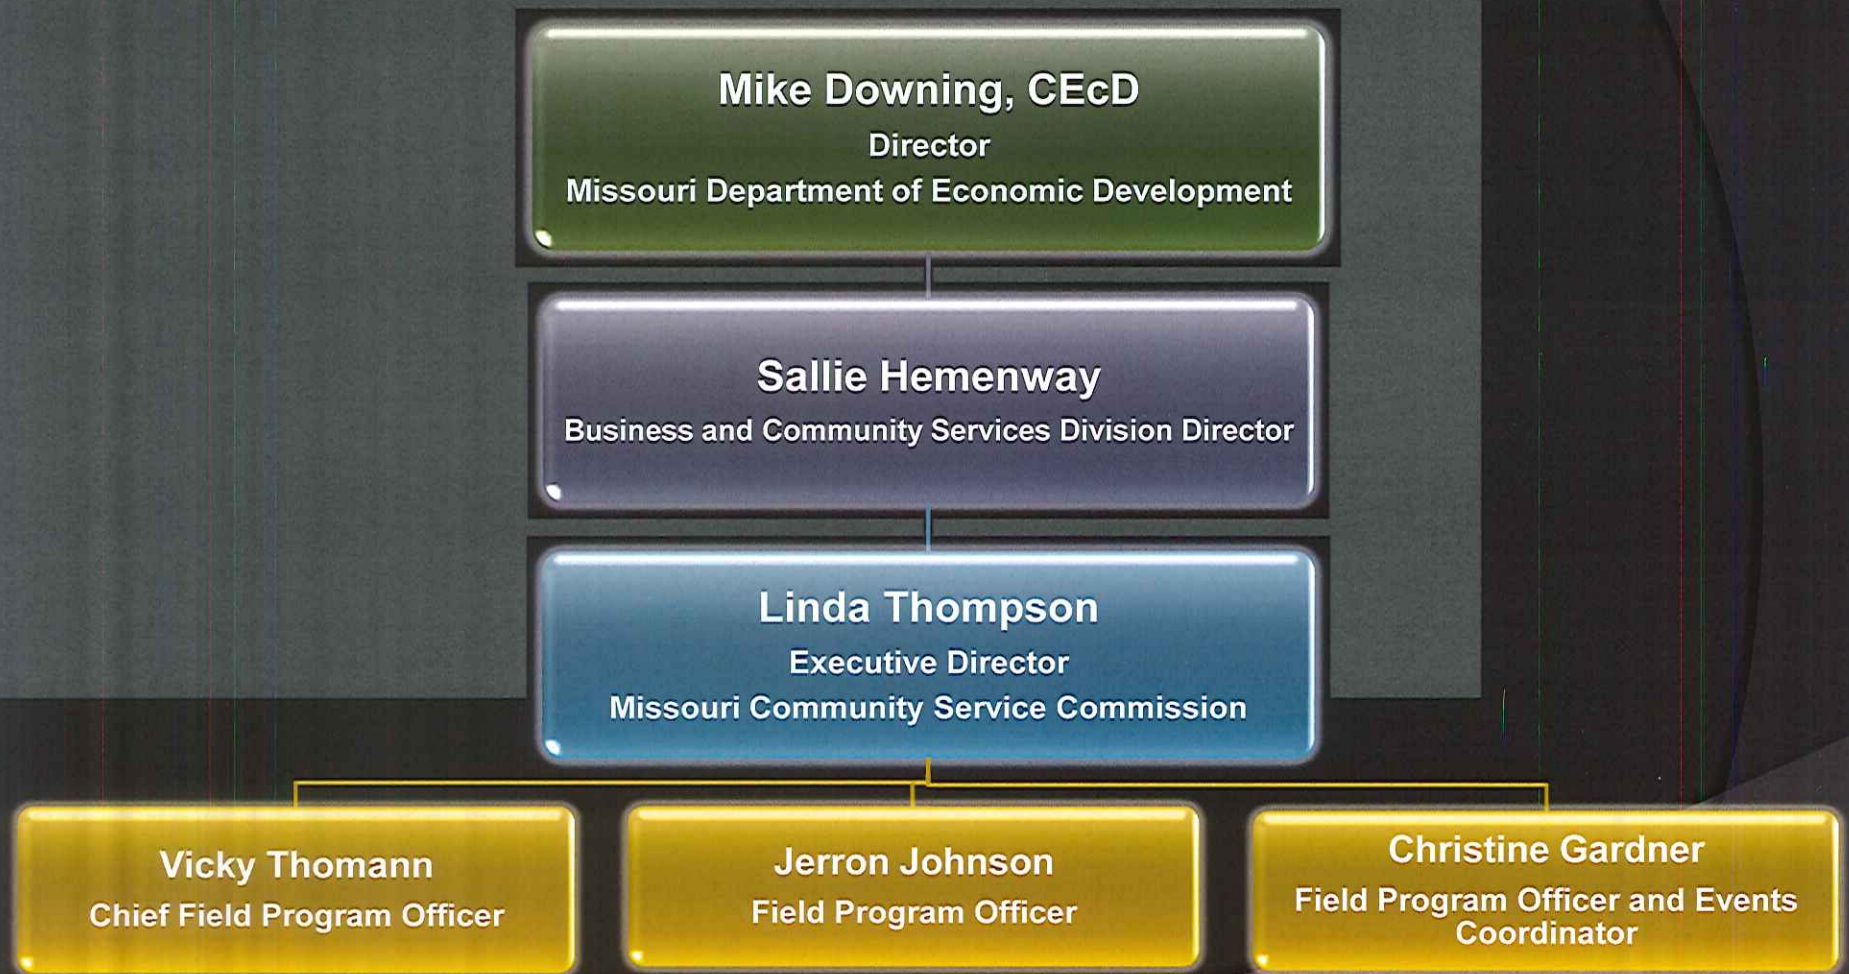 Mike Downing, CEcD
Director
Missouri Department of Economic Development
Sallie Hemenway
Business and Community Services Division Director
Linda Thompson
Executive Director
Missouri Community Service Commission
Vicky Thomann
Chief Field Program Officer
Jerron Johnson
Field Program Officer
Christine Gardner
Field Program Officer and Events
Coordinator